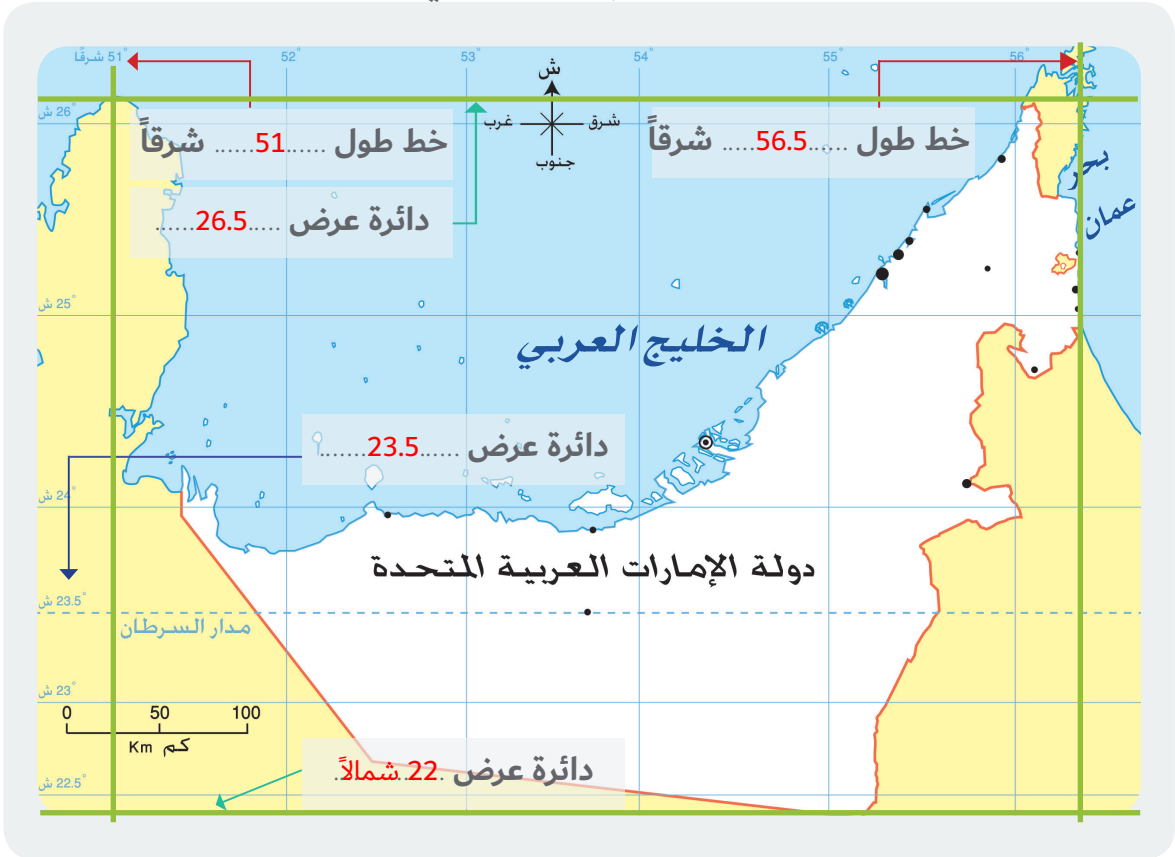 °51 شرقًا °52 °53 °54 °55 °56
ش
غرب شرق
جنوب
°26 ش
خط طول ......51...... شرقاً
خط طول ......56.5...... شرقاً
بحر
عمان
دائرة عرض .....26.5......
°25 ش
الخليج العربي
دائرة عرض ......23.5.......
°24 ش
دولة الإمارات العربية المتحدة
°23.5 ش
مدار السرطان
°23 ش
0 50 100
كم Km
دائرة عرض .22..شمالاً.
°22.5 ش